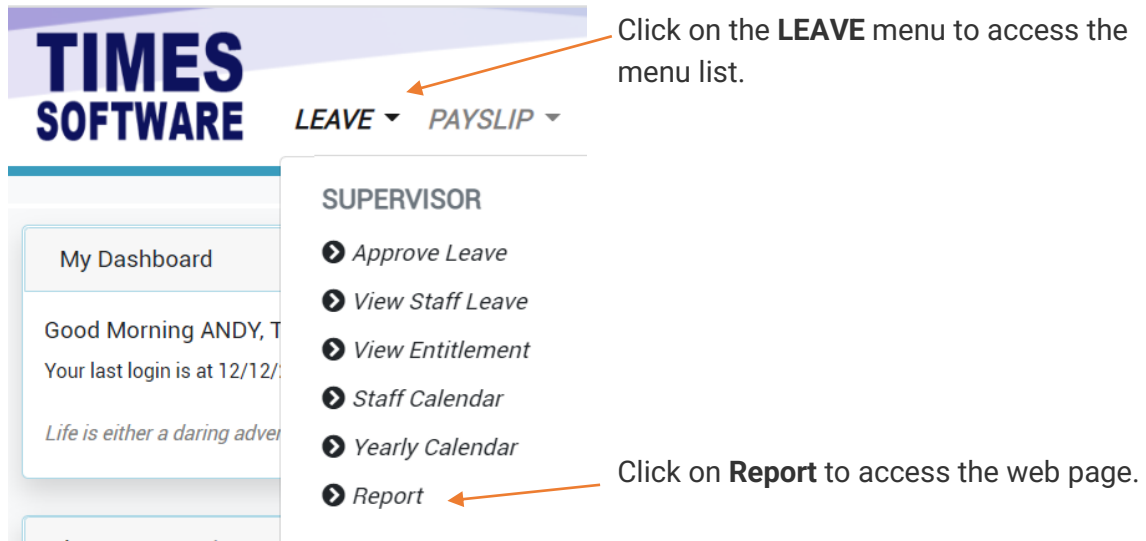 TIMES
SOFTWARE
LEAVE PAYSLIP
Click on the LEAVE menu to access the
menu list.
SUPERVISOR
Approve Leave
View Staff Leave
View Entitlement
Staff Calendar
Yearly Calendar
Report
My Dashboard
Good Morning ANDY, T
Your last login is at 12/12/
Life is either a daring adver
Click on Report to access the web page.